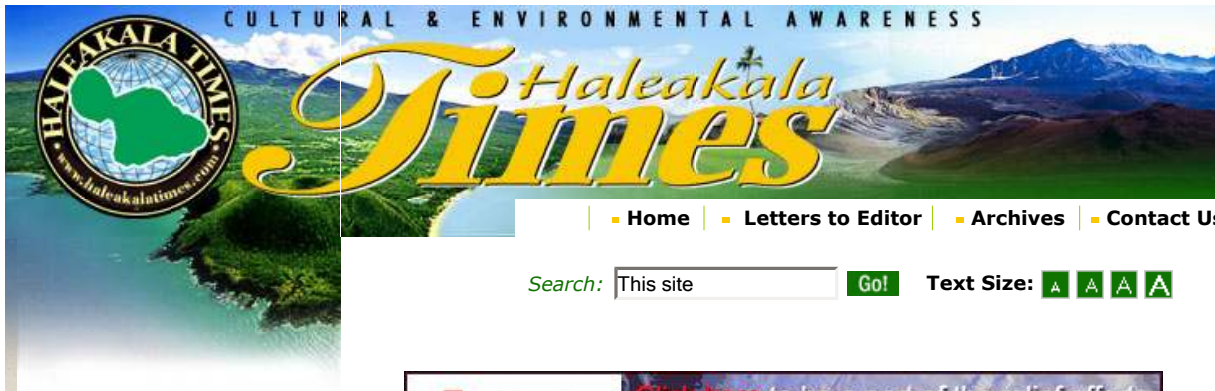 CULTURAL & ENVIRONMENTAL AWARENESS
HALEAKALA TIMES
www.haleakalatimes.com
Haleakala
Times
Home Letters to Editor Archives Contact Us
Search: This site Go! Text Size: A A A A